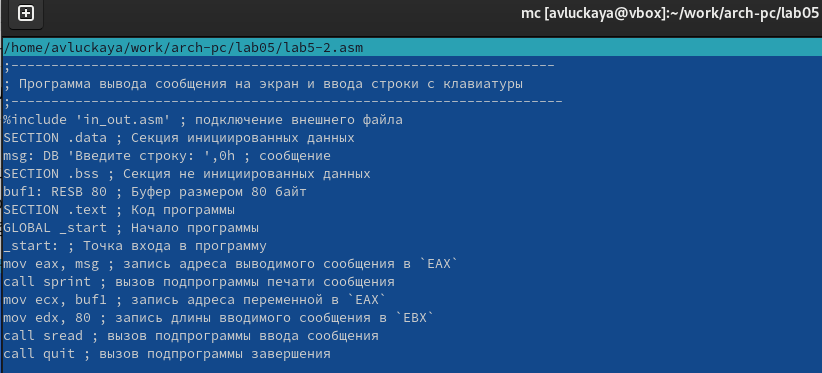 mc [avluckaya@vbox]:~/work/arch-pc/lab05
/home/avluckaya/work/arch-pc/lab05/lab5-2.asm
;---------------------------------------------------------------------
; Программа вывода сообщения на экран и ввода строки с клавиатуры
;----------------------------------------------------------------------
%include 'in_out.asm' ; подключение внешнего файла
SECTION .data ; Секция инициированных данных
msg: DB 'Введите строку: ',0h ; сообщение
SECTION .bss ; Секция не инициированных данных
buf1: RESB 80 ; Буфер размером 80 байт
SECTION .text ; Код программы
GLOBAL _start ; Начало программы
_start: ; Точка входа в программу
mov eax, msg ; запись адреса выводимого сообщения в `EAX`
call sprint ; вызов подпрограммы печати сообщения
mov ecx, buf1 ; запись адреса переменной в `EAX`
mov edx, 80 ; запись длины вводимого сообщения в `EBX`
call sread ; вызов подпрограммы ввода сообщения
call quit ; вызов подпрограммы завершения